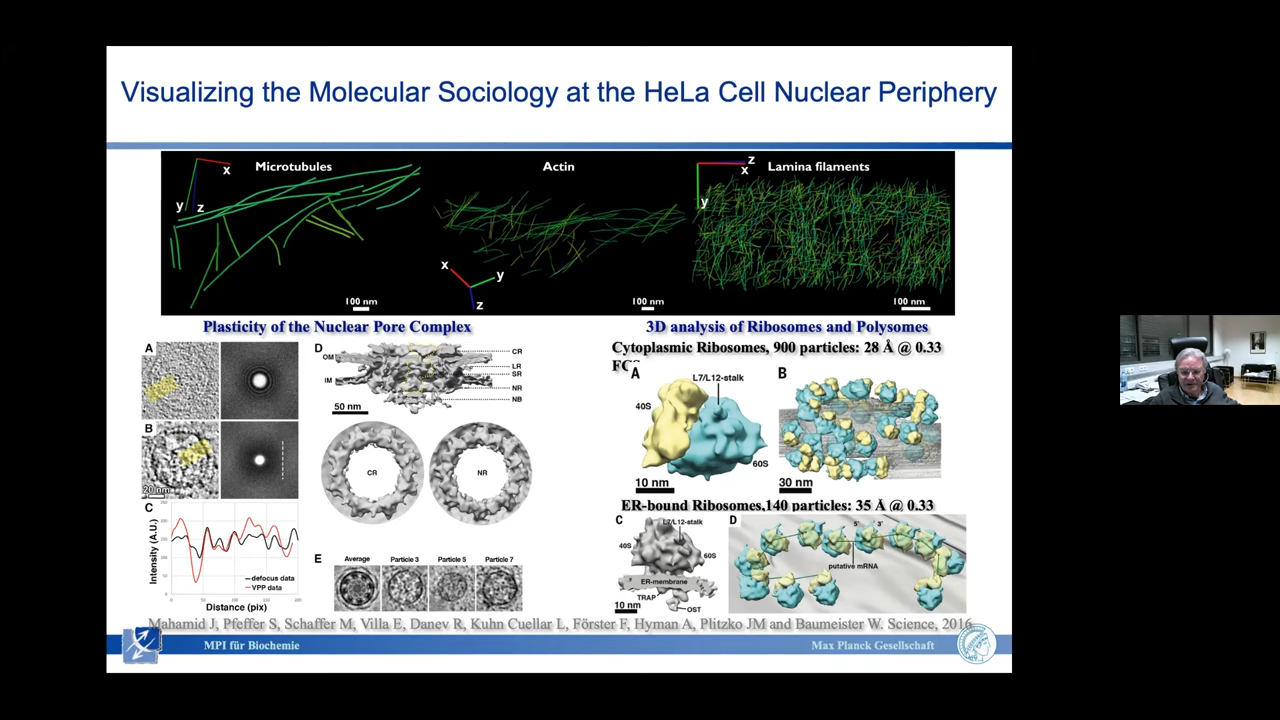 Visualizing the Molecular Sociology at the HeLa Cell Nuclear Periphery
x
y z
Microtubules
100 nm
Actin
x
y
z
100 nm
z
x
y
Lamina filaments
100 nm
Plasticity of the Nuclear Pore Complex
A
B
20 nm
C
Intensity (A.U.)
defocus data
VPP data
0 50 100 150 200
Distance (pix)
D
OM
IM
CR
LR
SR
NR
NB
50 nm
CR
NR
E
Average Particle 3 Particle 5 Particle 7
3D analysis of Ribosomes and Polysomes
Cytoplasmic Ribosomes, 900 particles: 28 Å @ 0.33
A
L7/L12-stalk
40S
60S
10 nm
B
30 nm
ER-bound Ribosomes,140 particles: 35 Å @ 0.33
C
L7/L12-stalk
40S
60S
ER-membrane
TRAP
OST
10 nm
D
5' 3'
putative mRNA
Mahamid J, Pfeffer S, Schaffer M, Villa E, Danev R, Kuhn Cuellar L, Förster F, Hyman A, Plitzko JM and Baumeister W. Science, 2016
MPI für Biochemie
Max Planck Gesellschaft